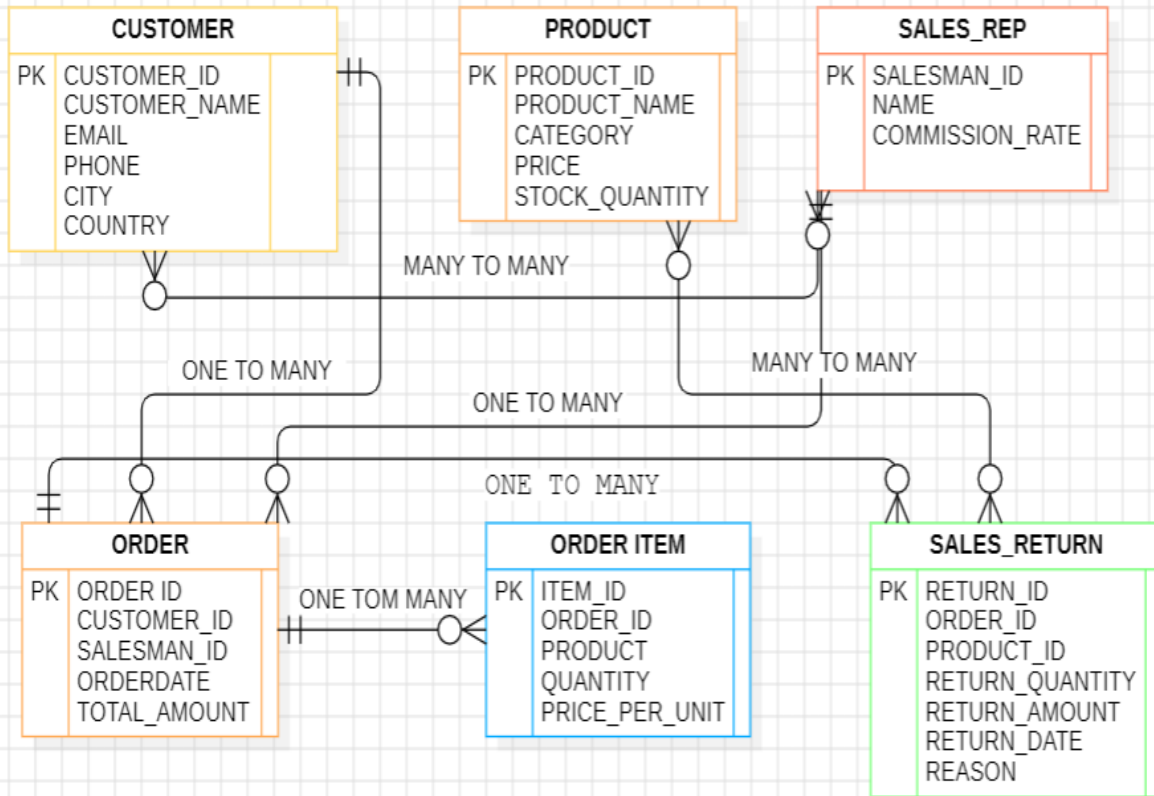 CUSTOMER
PK CUSTOMER_ID
CUSTOMER_NAME
EMAIL
PHONE
CITY
COUNTRY
PRODUCT
PK PRODUCT_ID
PRODUCT_NAME
CATEGORY
PRICE
STOCK_QUANTITY
SALES_REP
PK SALESMAN_ID
NAME
COMMISSION_RATE
MANY TO MANY
MANY TO MANY
ONE TO MANY
ONE TO MANY
ONE TO MANY
ORDER
PK ORDER ID
CUSTOMER_ID
SALESMAN_ID
ORDERDATE
TOTAL_AMOUNT
ONE TOM MANY
ORDER ITEM
PK ITEM_ID
ORDER_ID
PRODUCT
QUANTITY
PRICE_PER_UNIT
SALES_RETURN
PK RETURN_ID
ORDER_ID
PRODUCT_ID
RETURN_QUANTITY
RETURN_AMOUNT
RETURN_DATE
REASON